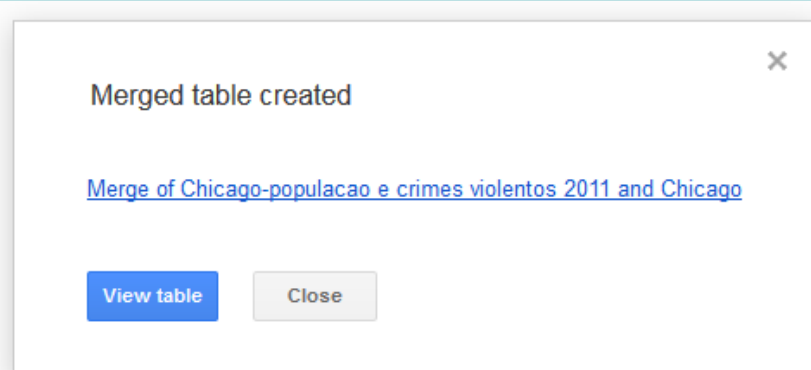 Merged table created
Merge of Chicago-populacao e crimes violentos 2011 and Chicago
View table
Close